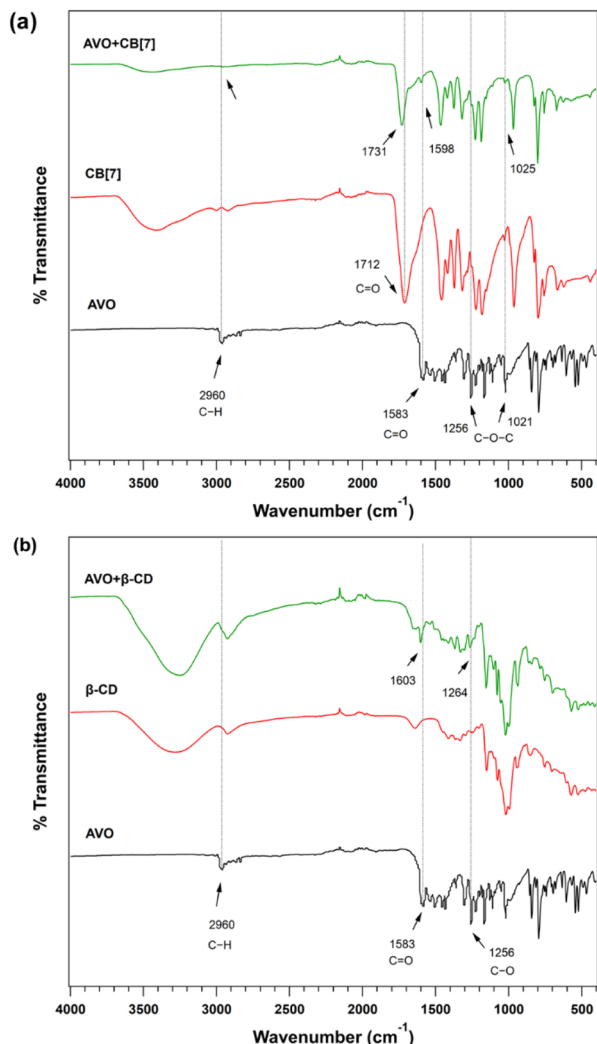 (a)
AVO+CB[7]
1731
1598
1025
CB[7]
1712
C=O
AVO
2960
C−H
1583
C=O
1256
C−O−C
1021
% Transmittance
4000 3500 3000 2500 2000 1500 1000 500
Wavenumber (cm⁻¹)
(b)
AVO+β-CD
1603
1264
β-CD
AVO
2960
C−H
1583
C=O
1256
C−O
% Transmittance
4000 3500 3000 2500 2000 1500 1000 500
Wavenumber (cm⁻¹)